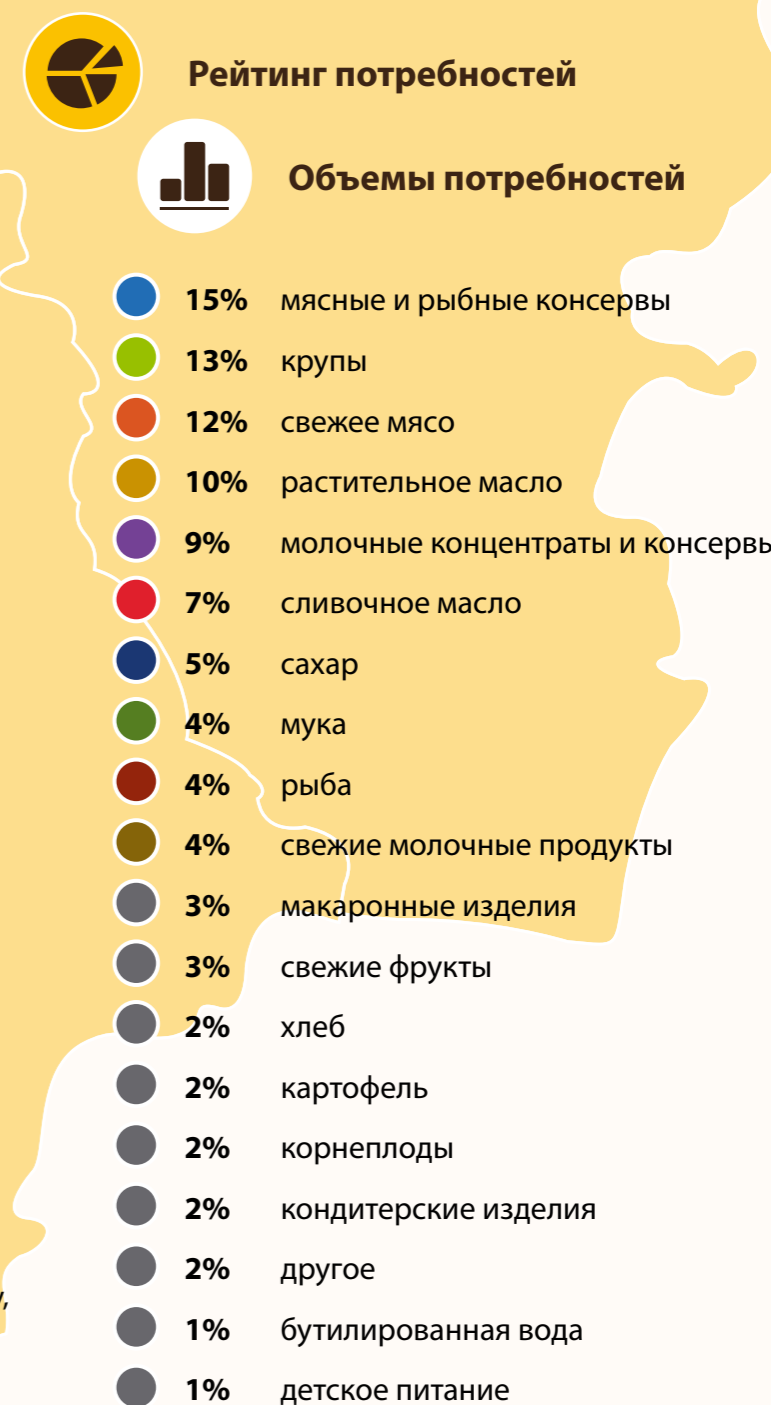 Рейтинг потребностей
Объемы потребностей
15% мясные и рыбные консервы
13% крупы
12% свежее мясо
10% растительное масло
9% молочные концентраты и консервы
7% сливочное масло
5% сахар
4% мука
4% рыба
4% свежие молочные продукты
3% макаронные изделия
3% свежие фрукты
2% хлеб
2% картофель
2% корнеплоды
2% кондитерские изделия
2% другое
1% бутилированная вода
1% детское питание